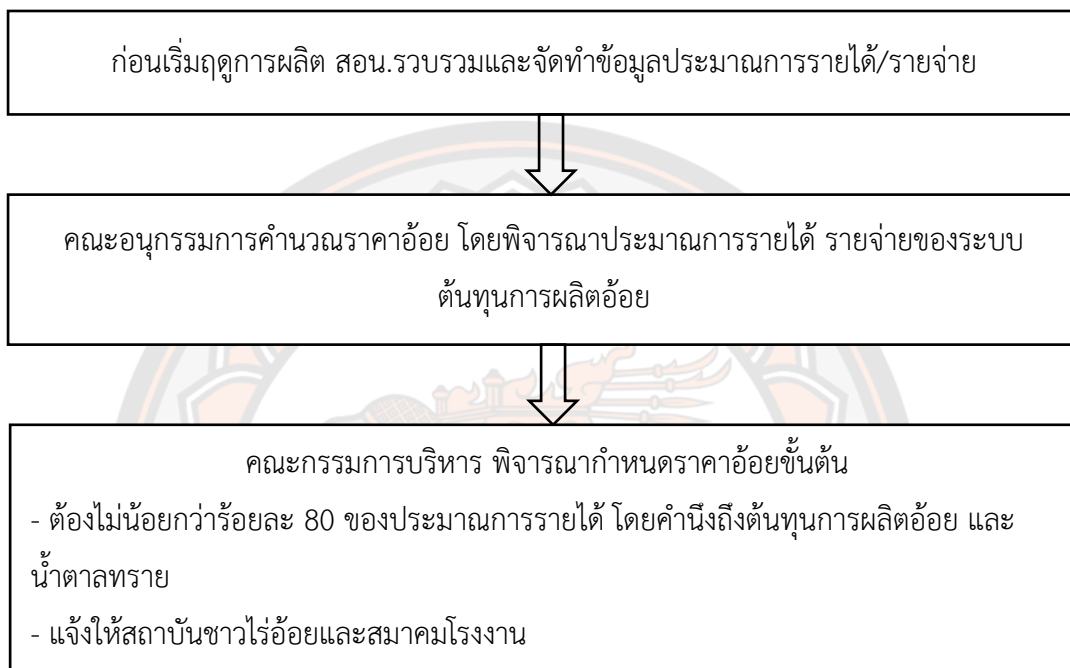 ก่อนเริ่มฤดูการผลิต สอน.รวบรวมและจัดทำข้อมูลประมาณการรายได้/รายจ่าย
คณะอนุกรรมการคำนวณราคาอ้อย โดยพิจารณาประมาณการรายได้ รายจ่ายของระบบ
ต้นทุนการผลิตอ้อย
คณะกรรมการบริหาร พิจารณากำหนดราคาอ้อยขั้นต้น
- ต้องไม่น้อยกว่าร้อยละ 80 ของประมาณการรายได้ โดยคำนึงถึงต้นทุนการผลิตอ้อย และ
น้ำตาลทราย
- แจ้งให้สถาบันชาวไร่อ้อยและสมาคมโรงงาน